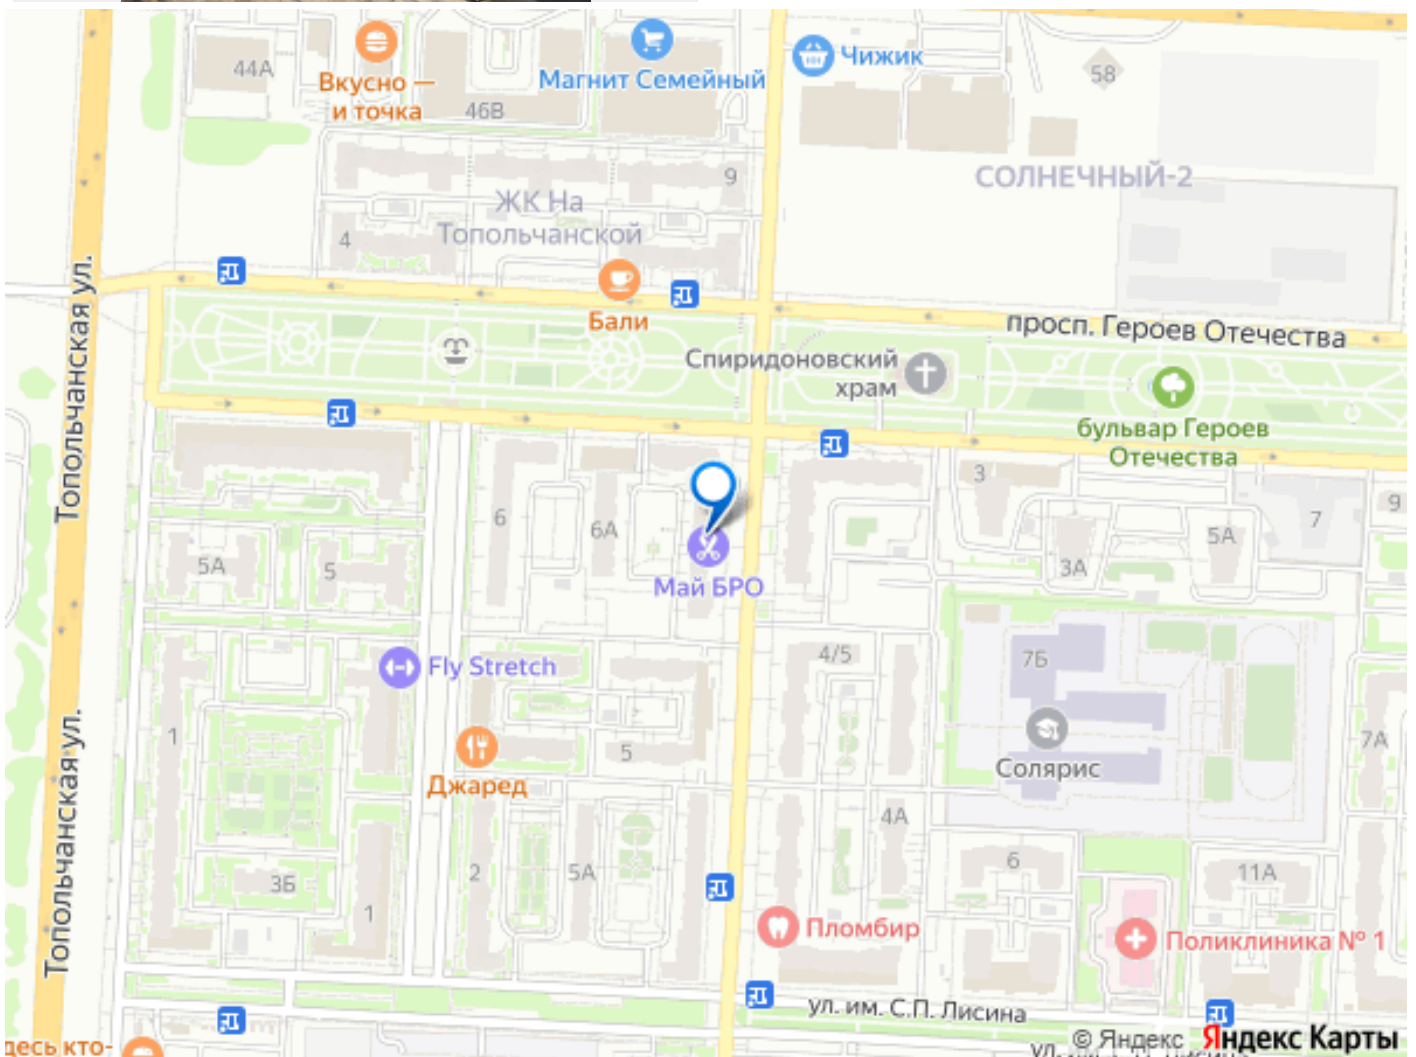 44А
Вкусно —
и точка
46В
Магнит Семейный
Чижик
58
9
СОЛНЕЧНЫЙ-2
ЖК На
Топольчанской
4
Бали
просп. Героев Отечества
Спиридоновский
храм
бульвар Героев
Отечества
Топольчанская ул.
3
9
7
6
6А
5А
5А
5
3А
Май БРО
Fly Stretch
4/5
7Б
1
5
7А
Джаред
Солярис
4А
2
5А
6
11А
3Б
1
Топольчанская ул.
Пломбир
Поликлиника № 1
ул. им. С.П. Лисина
десь кто-
© Яндекс Яндекс Карты